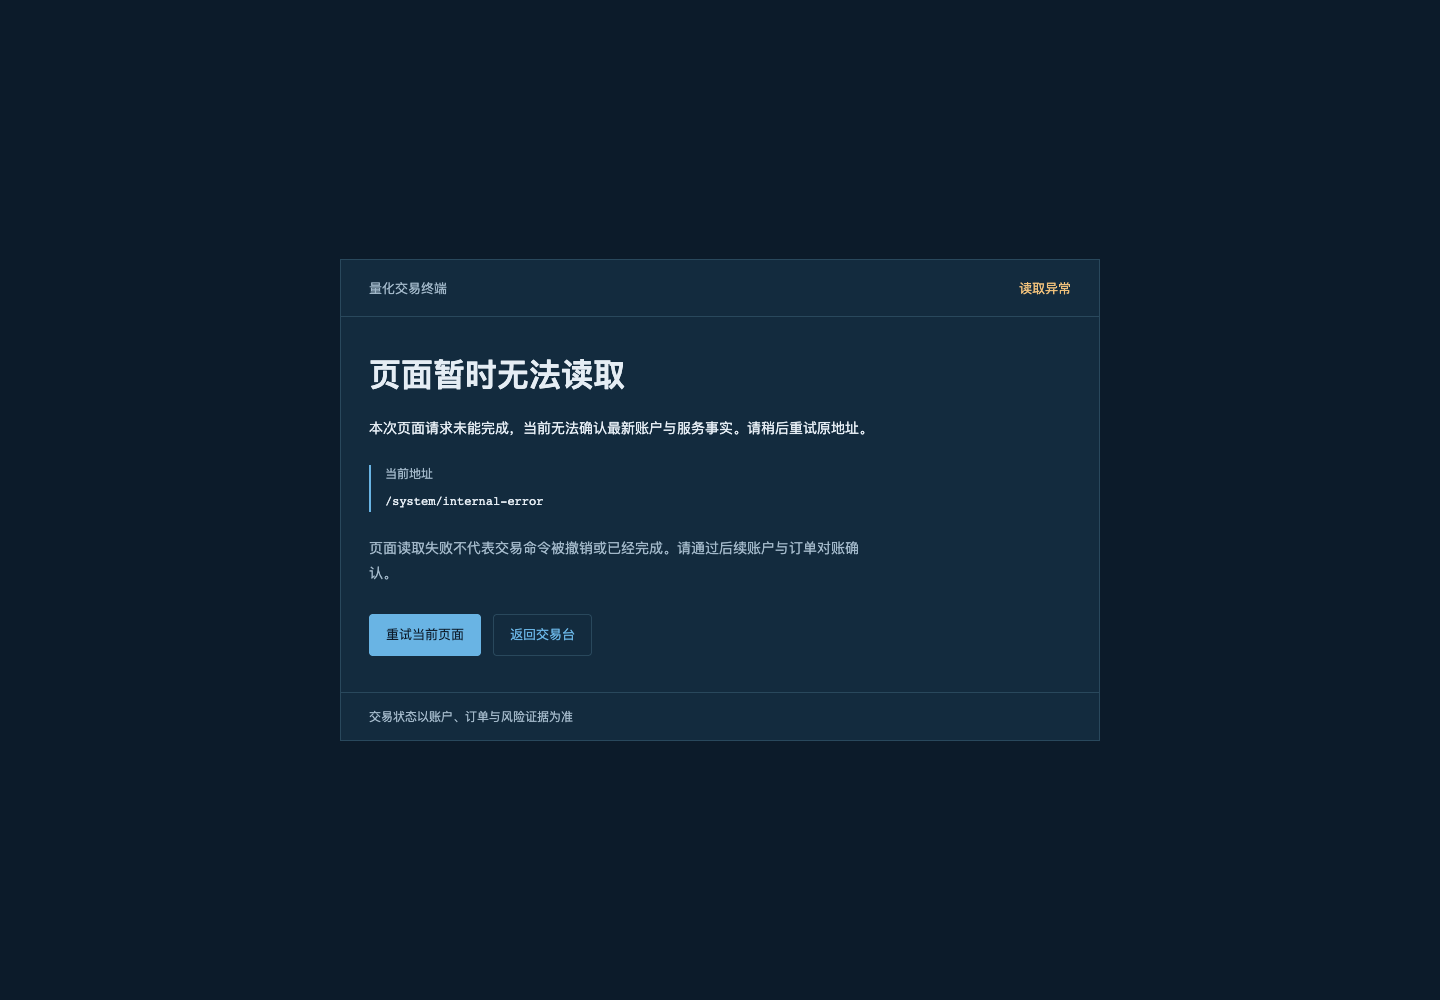 量化交易终端
读取异常
页面暂时无法读取
本次页面请求未能完成，当前无法确认最新账户与服务事实。请稍后重试原地址。
当前地址
/system/internal-error
页面读取失败不代表交易命令被撤销或已经完成。请通过后续账户与订单对账确
认。
重试当前页面
返回交易台
交易状态以账户、订单与风险证据为准